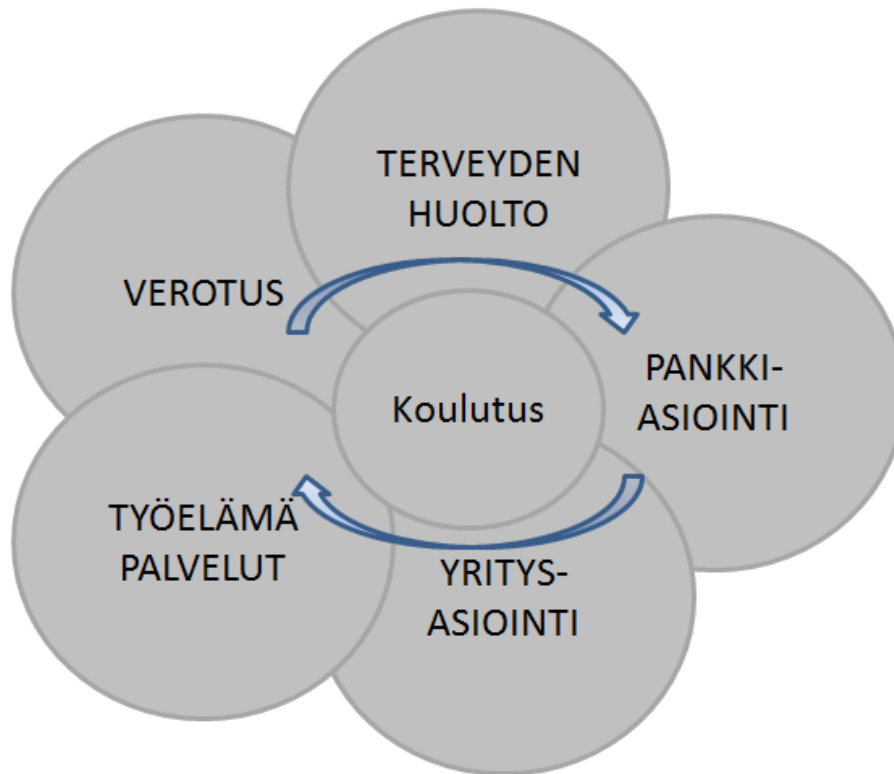 TERVEYDEN
HUOLTO
VEROTUS
PANKKI-
ASIOINTI
Koulutus
TYÖELÄMÄ
PALVELUT
YRITYS-
ASIOINTI